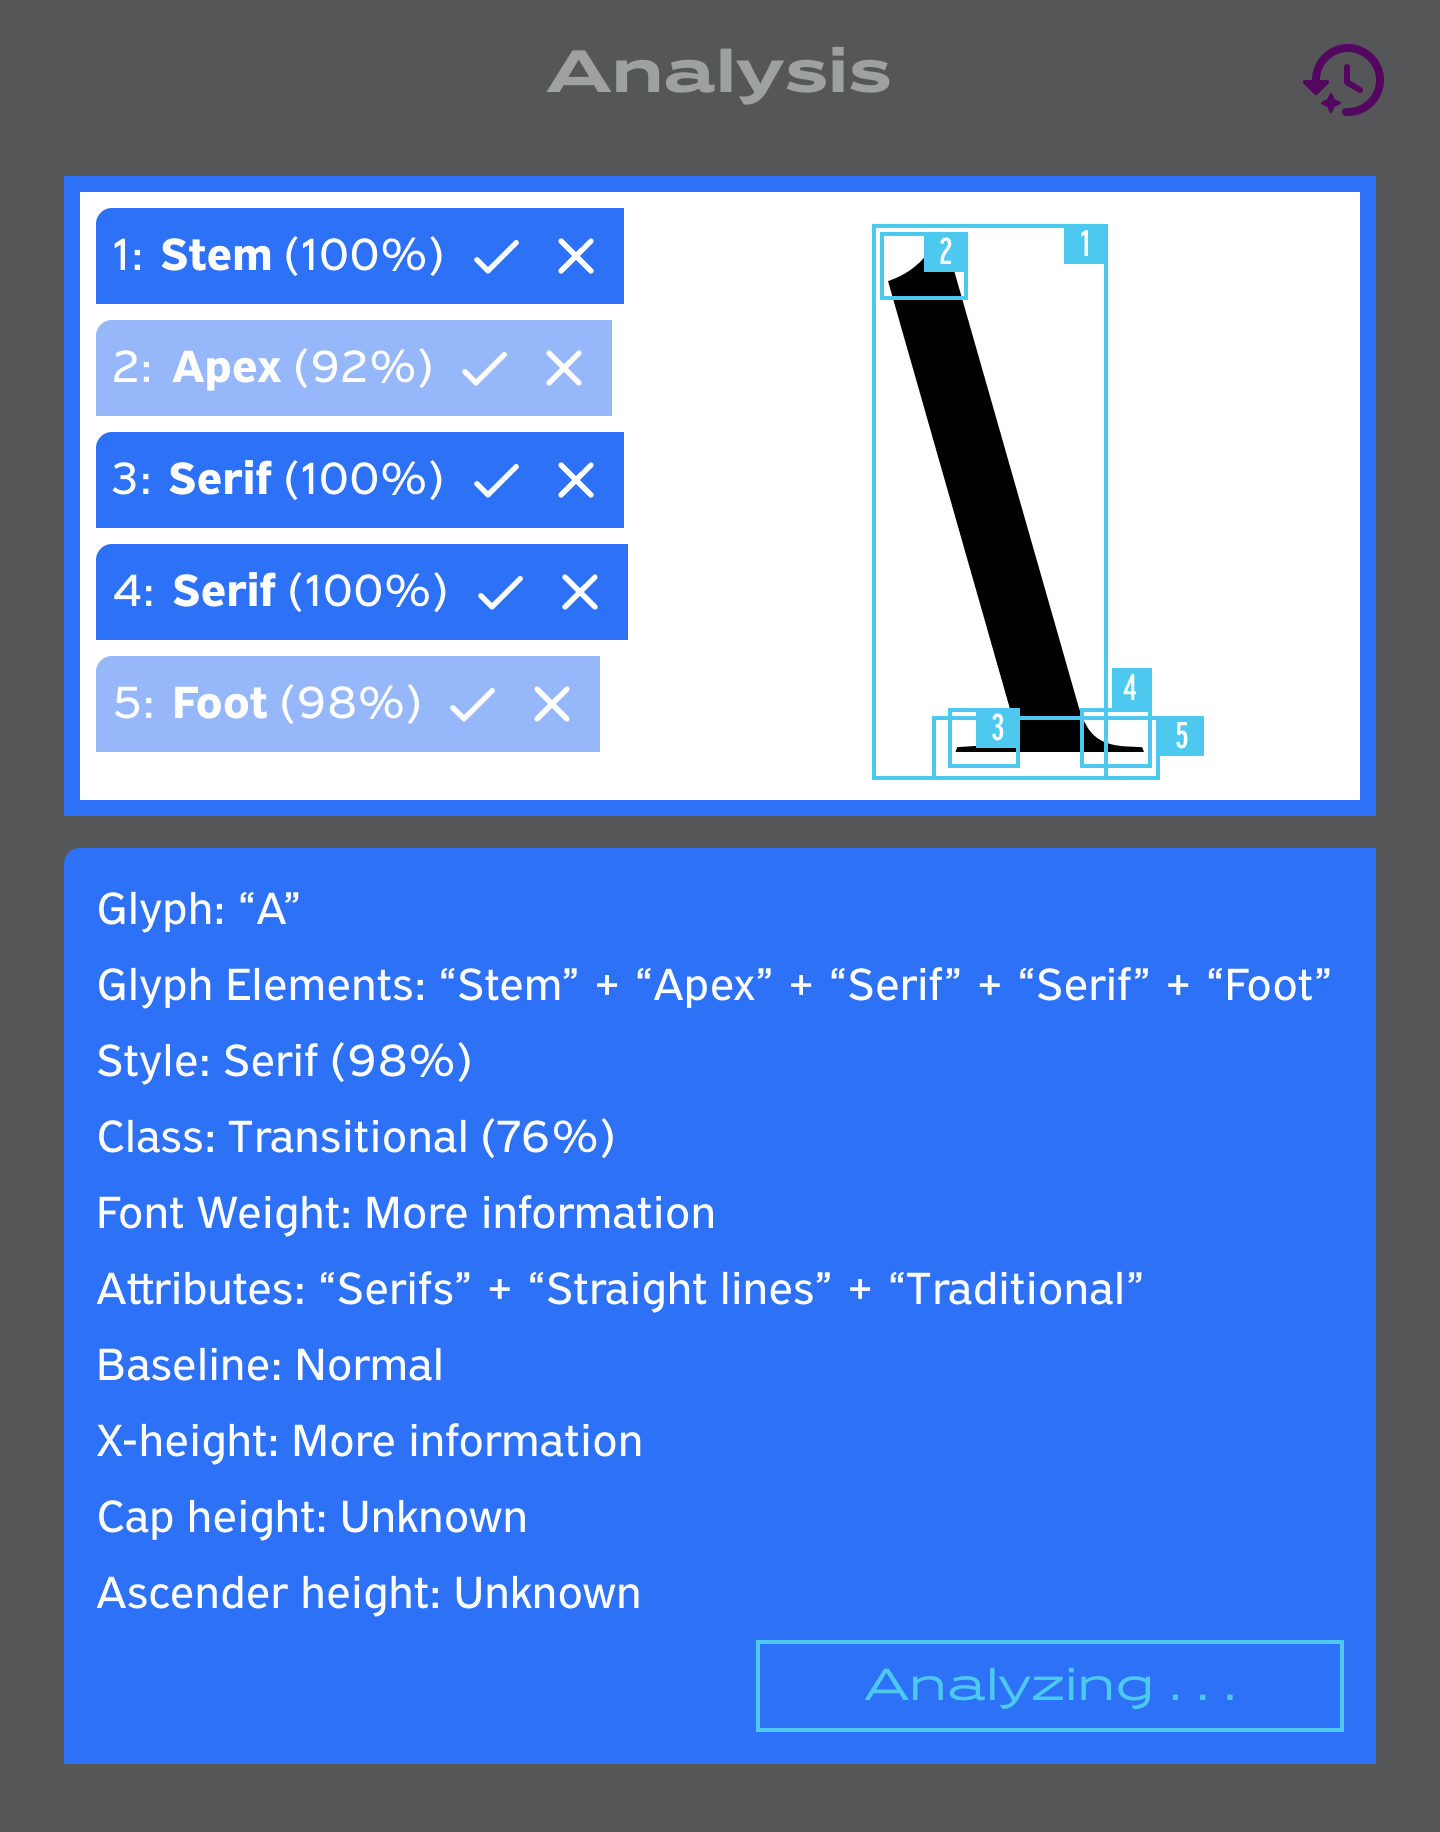 Analysis
1: Stem (100%)
2: Apex (92%)
3: Serif (100%)
4: Serif (100%)
5: Foot (98%)
2
1
4
3
5
Glyph: “A”
Glyph Elements: “Stem” + “Apex” + “Serif” + “Serif” + “Foot”
Style: Serif (98%)
Class: Transitional (76%)
Font Weight: More information
Attributes: “Serifs” + “Straight lines” + “Traditional”
Baseline: Normal
X-height: More information
Cap height: Unknown
Ascender height: Unknown
Analyzing . . .